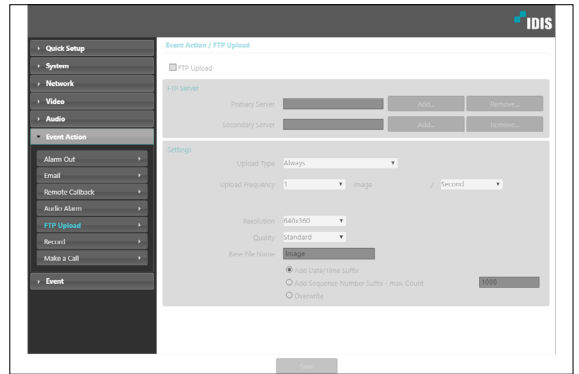 IDIS
Quick Setup
System
Network
Video
Audio
Event Action
Alarm Out
Email
Remote Callback
Audio Alarm
FTP Upload
Record
Make a Call
Event
Event Action / FTP Upload
FTP Upload
FTP Server
Primary Server Add... Remove...
Secondary Server Add... Remove...
Settings
Upload Type Always
Upload Frequency 1 Image / Second
Resolution 640x360
Quality Standard
Base File Name Image
Add Date/Time Suffix
Add Sequence Number Suffix - max. Count 1000
Overwrite
Save